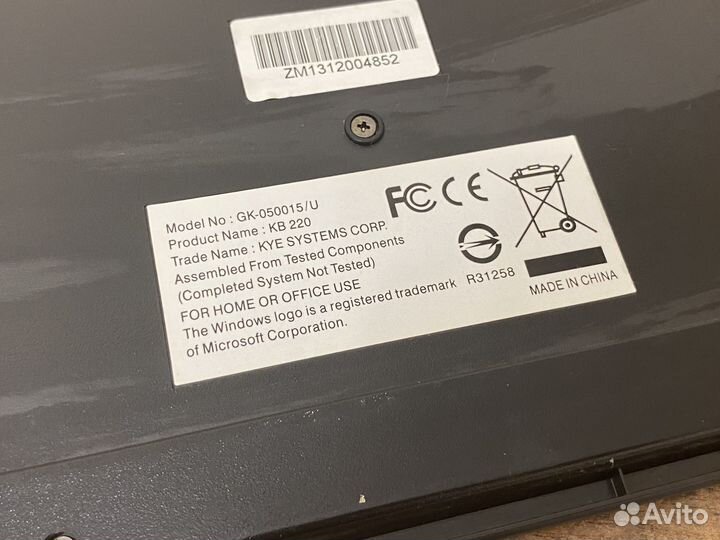 ZM1312004852
Model No : GK-050015/U
Product Name : KB 220
Trade Name : KYE SYSTEMS CORP.
Assembled From Tested Components
(Completed System Not Tested)
FOR HOME OR OFFICE USE
The Windows logo is a registered trademark
of Microsoft Corporation.
FC CE
R31258
MADE IN CHINA
Avito